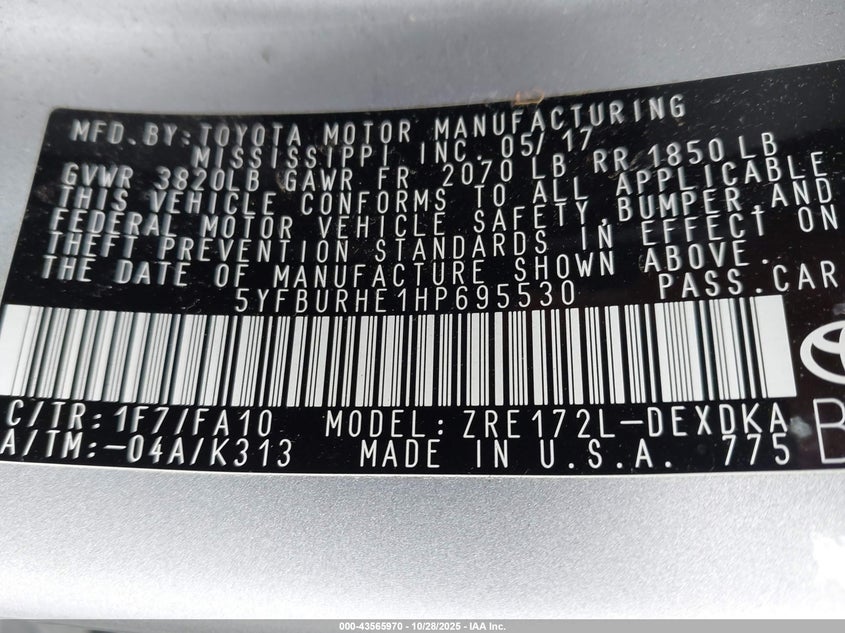 MFD.BY:TOYOTA MOTOR MANUFACTURING
MISSISSIPPI INC. 05/17
GVWR 3820LB GAWR FR 2070 LB RR 1850 LB
THIS VEHICLE CONFORMS TO ALL APPLICABLE
FEDERAL MOTOR VEHICLE SAFETY,BUMPER,AND
THEFT PREVENTION STANDARDS IN EFFECT ON
THE DATE OF MANUFACTURE SHOWN ABOVE.
5YFBURHE1HP695530 PASS.CAR
C/TR:1F7/FA10 MODEL:ZRE172L-DEXDKA
A/TM:-04A/K313 MADE IN U.S.A. 775
000-43565970 | 10/28/2025 - IAA Inc.